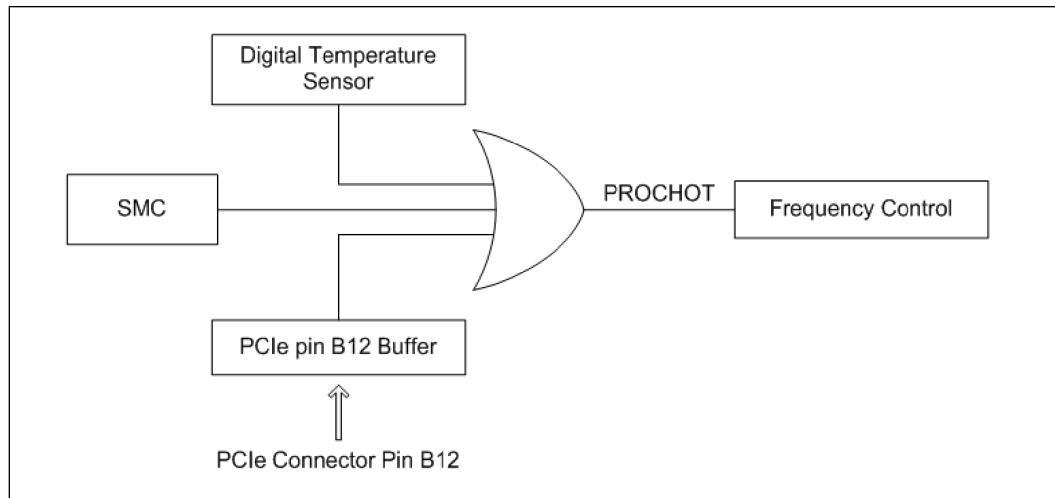 Digital Temperature
Sensor
SMC
PROCHOT
Frequency Control
PCIe pin B12 Buffer
PCIe Connector Pin B12